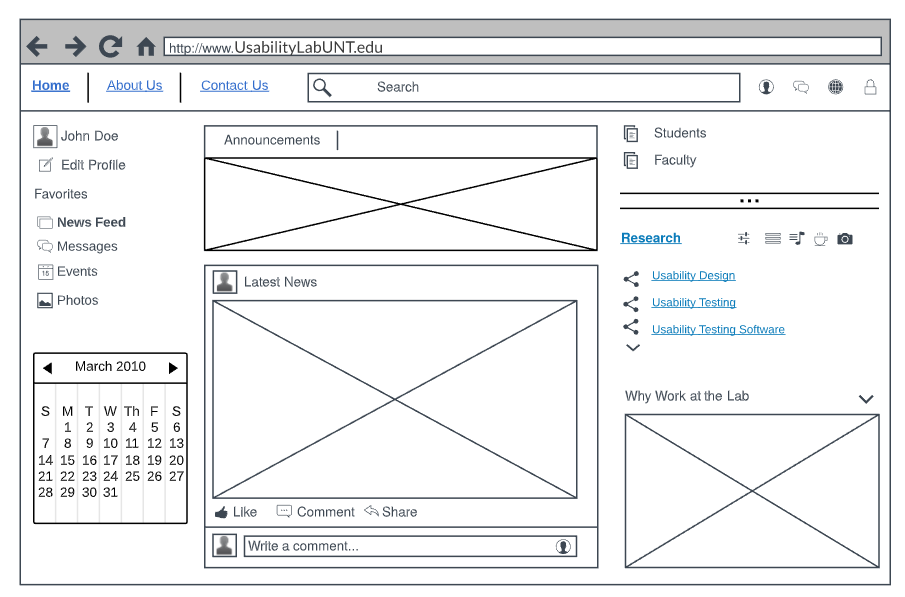 http://www.UsabilityLabUNT.edu
Home About Us Contact Us Search
John Doe
Edit Profile
Favorites
News Feed
Messages
15 Events
Photos
March 2010
S M T W Th F S
1 2 3 4 5 6
7 8 9 10 11 12 13
14 15 16 17 18 19 20
21 22 23 24 25 26 27
28 29 30 31
Announcements
Latest News
Like Comment Share
Write a comment...
Students
Faculty
...
Research
Usability Design
Usability Testing
Usability Testing Software
Why Work at the Lab